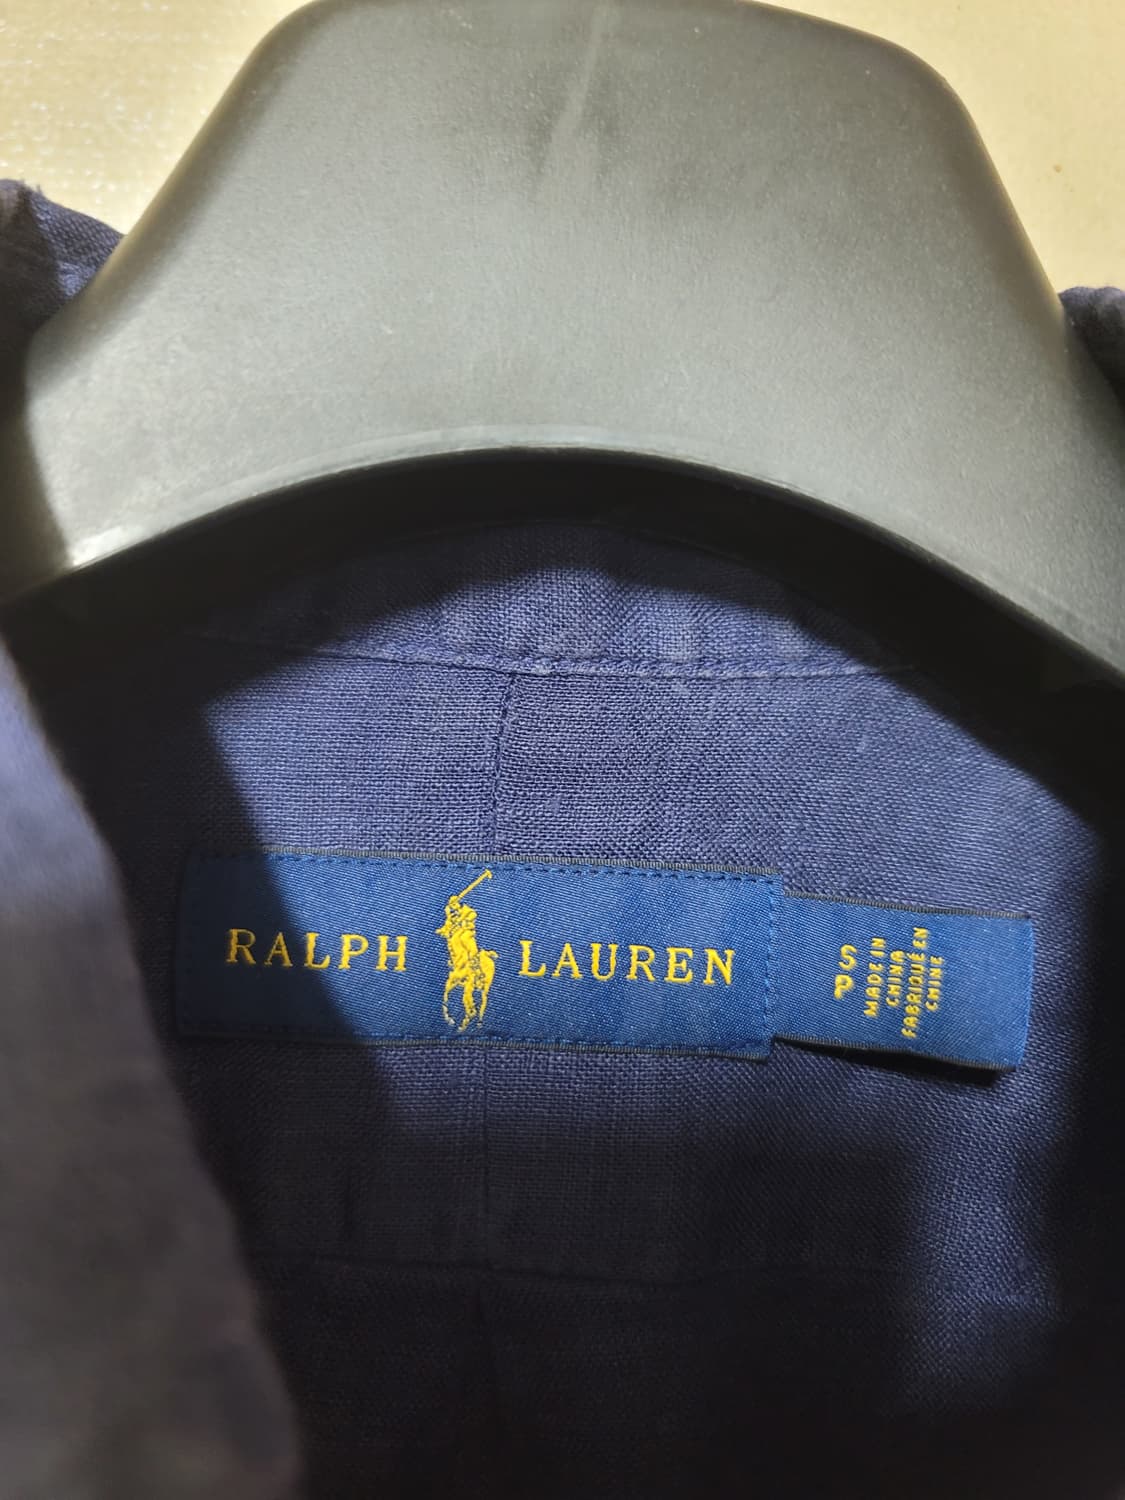 RALPH LAUREN
S
P
MADE IN
CHINA
FABRIQUÉ EN
CHINE